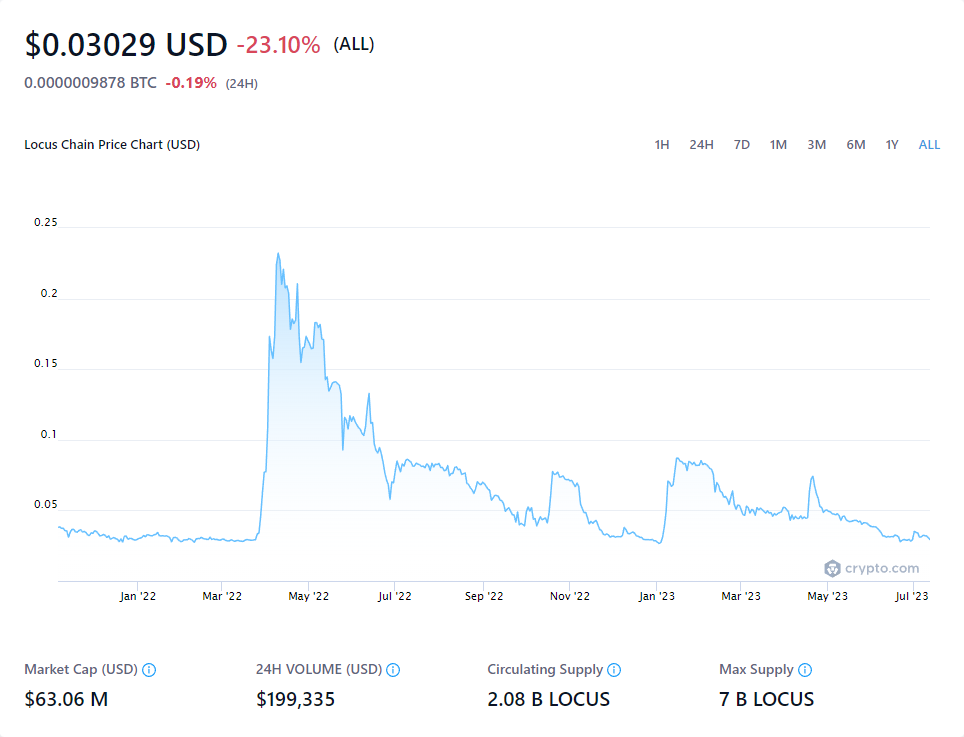 $0.03029 USD -23.10% (ALL)
0.0000009878 BTC -0.19% (24H)
Locus Chain Price Chart (USD) 1H 24H 7D 1M 3M 6M 1Y ALL
0.25
0.2
0.15
0.1
0.05
crypto.com
Jan '22 Mar '22 May '22 Jul '22 Sep '22 Nov '22 Jan '23 Mar '23 May '23 Jul '23
Market Cap (USD) 24H VOLUME (USD) Circulating Supply Max Supply
$63.06 M $199,335 2.08 B LOCUS 7 B LOCUS